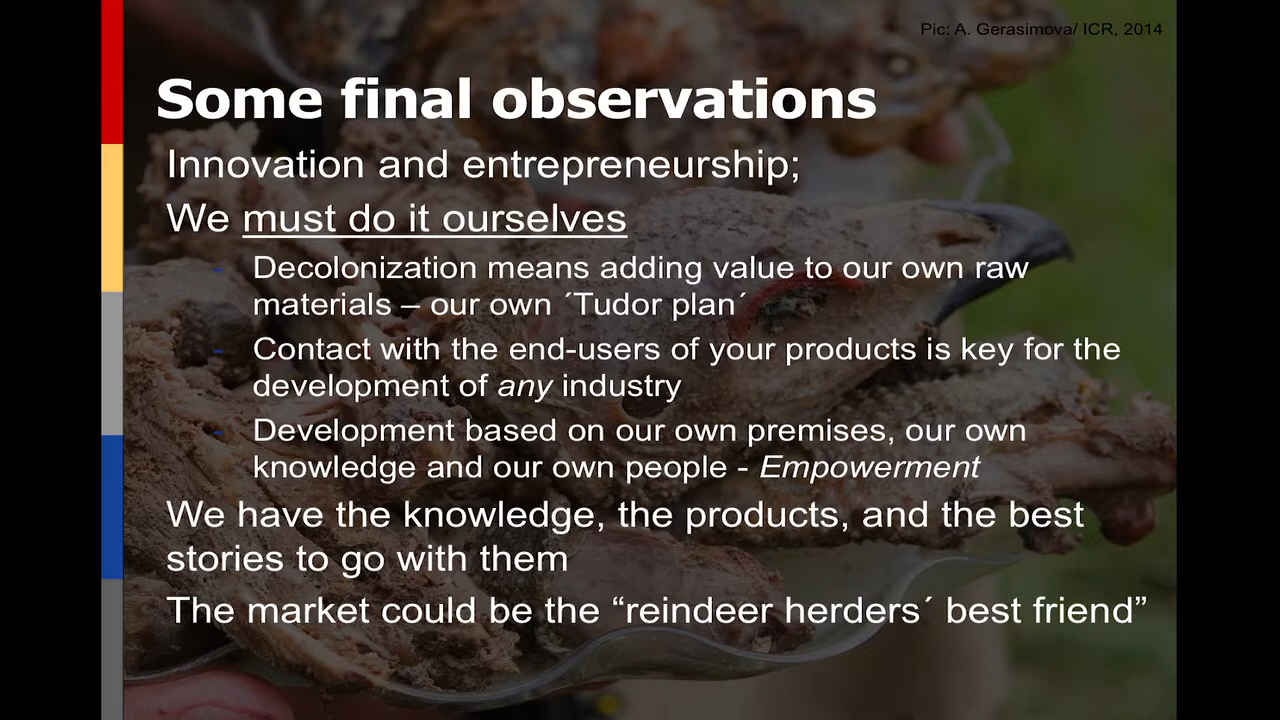 Pic: A. Gerasimova/ ICR, 2014
Some final observations
Innovation and entrepreneurship;
We must do it ourselves
- Decolonization means adding value to our own raw
materials – our own ´Tudor plan´
- Contact with the end-users of your products is key for the
development of any industry
- Development based on our own premises, our own
knowledge and our own people - Empowerment
We have the knowledge, the products, and the best
stories to go with them
The market could be the “reindeer herders´ best friend”